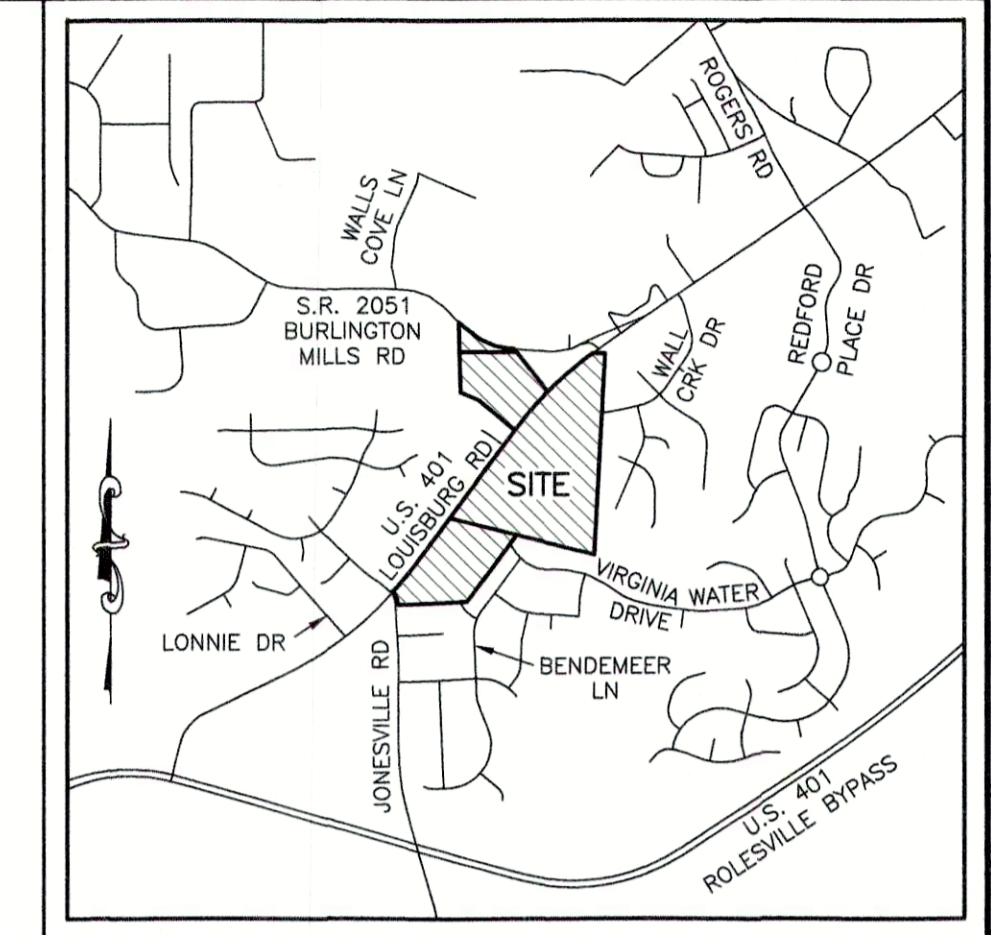 ROGERS RD
WALLS
COVE LN
S.R. 2051
BURLINGTON
MILLS RD
REDFORD
PLACE DR
WALL
CRK DR
U.S. 401
LOUISBURG RD
SITE
VIRGINIA WATER
DRIVE
LONNIE DR
BENDEMEER
LN
JONESVILLE RD
U.S. 401
ROLESVILLE BYPASS